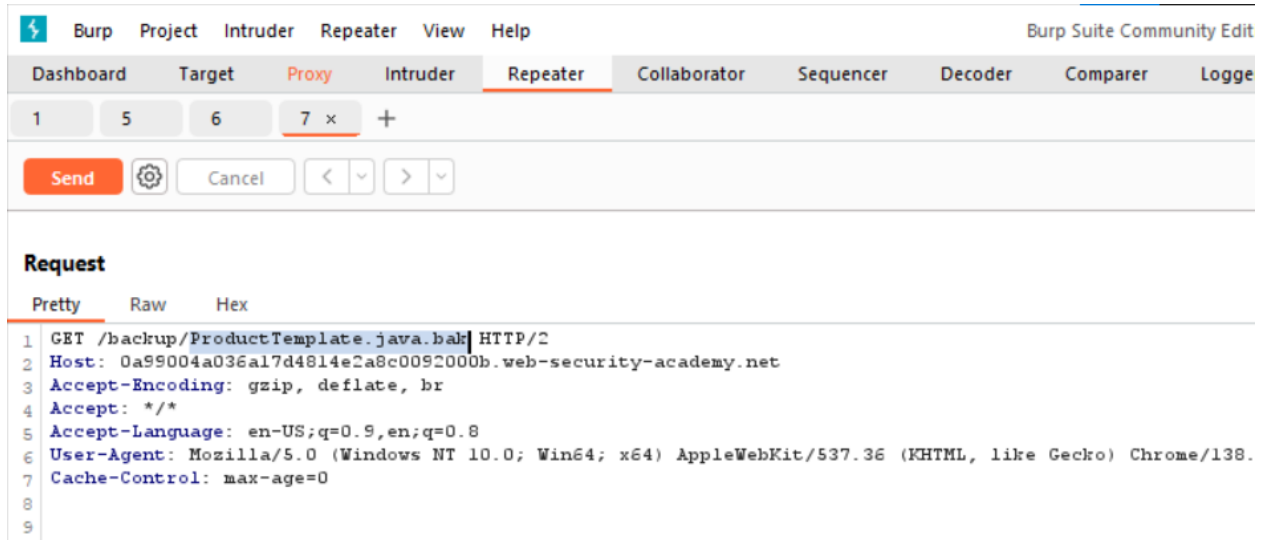 Burp Project Intruder Repeater View Help Burp Suite Community Edit
Dashboard Target Proxy Intruder Repeater Collaborator Sequencer Decoder Comparer Logge
1 5 6 7 × +
Send Cancel < >
Request
Pretty Raw Hex
1 GET /backup/ProductTemplate.java.bak HTTP/2
2 Host: 0a99004a036a17d4814e2a8c0092000b.web-security-academy.net
3 Accept-Encoding: gzip, deflate, br
4 Accept: */*
5 Accept-Language: en-US;q=0.9,en;q=0.8
6 User-Agent: Mozilla/5.0 (Windows NT 10.0; Win64; x64) AppleWebKit/537.36 (KHTML, like Gecko) Chrome/138.
7 Cache-Control: max-age=0
8
9